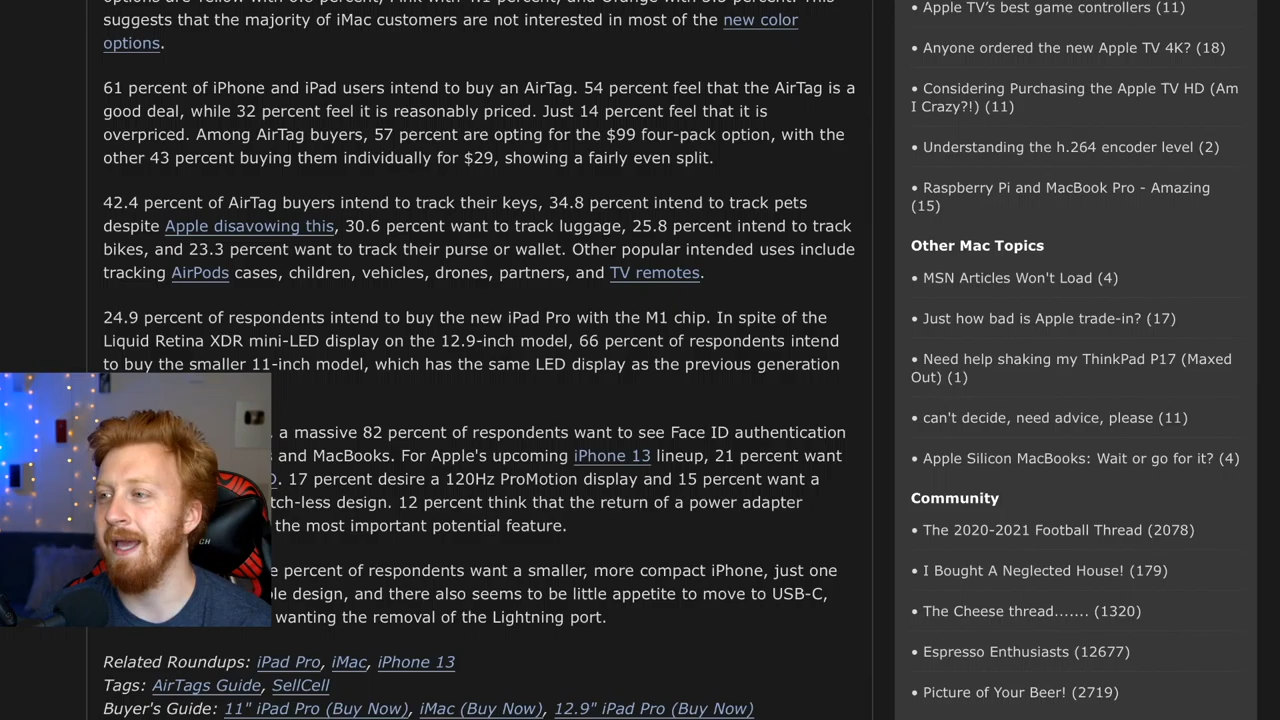 options are Yellow with 6.8 percent, Pink with 4.1 percent, and Orange with 3.3 percent. This
suggests that the majority of iMac customers are not interested in most of the new color
options.
61 percent of iPhone and iPad users intend to buy an AirTag. 54 percent feel that the AirTag is a
good deal, while 32 percent feel it is reasonably priced. Just 14 percent feel that it is
overpriced. Among AirTag buyers, 57 percent are opting for the $99 four-pack option, with the
other 43 percent buying them individually for $29, showing a fairly even split.
42.4 percent of AirTag buyers intend to track their keys, 34.8 percent intend to track pets
despite Apple disavowing this, 30.6 percent want to track luggage, 25.8 percent intend to track
bikes, and 23.3 percent want to track their purse or wallet. Other popular intended uses include
tracking AirPods cases, children, vehicles, drones, partners, and TV remotes.
24.9 percent of respondents intend to buy the new iPad Pro with the M1 chip. In spite of the
Liquid Retina XDR mini-LED display on the 12.9-inch model, 66 percent of respondents intend
to buy the smaller 11-inch model, which has the same LED display as the previous generation
, a massive 82 percent of respondents want to see Face ID authentication
and MacBooks. For Apple's upcoming iPhone 13 lineup, 21 percent want
. 17 percent desire a 120Hz ProMotion display and 15 percent want a
tch-less design. 12 percent think that the return of a power adapter
the most important potential feature.
e percent of respondents want a smaller, more compact iPhone, just one
le design, and there also seems to be little appetite to move to USB-C,
wanting the removal of the Lightning port.
Related Roundups: iPad Pro, iMac, iPhone 13
Tags: AirTags Guide, SellCell
Buyer's Guide: 11" iPad Pro (Buy Now), iMac (Buy Now), 12.9" iPad Pro (Buy Now)
• Apple TV's best game controllers (11)
• Anyone ordered the new Apple TV 4K? (18)
• Considering Purchasing the Apple TV HD (Am
I Crazy?!) (11)
• Understanding the h.264 encoder level (2)
• Raspberry Pi and MacBook Pro - Amazing
(15)
Other Mac Topics
• MSN Articles Won't Load (4)
• Just how bad is Apple trade-in? (17)
• Need help shaking my ThinkPad P17 (Maxed
Out) (1)
• can't decide, need advice, please (11)
• Apple Silicon MacBooks: Wait or go for it? (4)
Community
• The 2020-2021 Football Thread (2078)
• I Bought A Neglected House! (179)
• The Cheese thread....... (1320)
• Espresso Enthusiasts (12677)
• Picture of Your Beer! (2719)